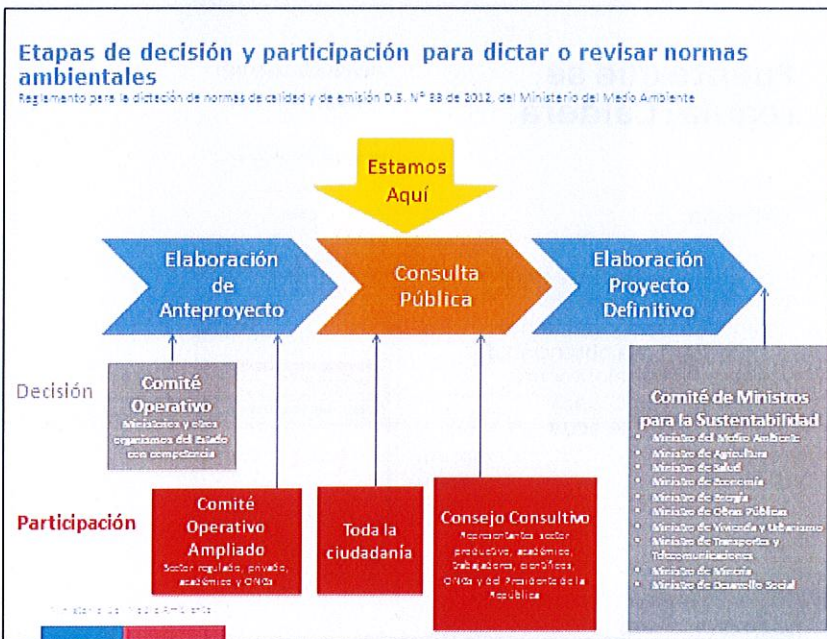 Etapas de decisión y participación para dictar o revisar normas
ambientales
Reglamento para la dictación de normas de calidad y de emisión D.S. N° 38 de 2012, del Ministerio del Medio Ambiente
Estamos
Aquí
Elaboración
de
Anteproyecto
Consulta
Pública
Elaboración
Proyecto
Definitivo
Decisión
Comité
Operativo
Ministerios y otros
organismos del Estado
con competencia
Comité de Ministros
para la Sustentabilidad
• Ministro del Medio Ambiente
• Ministro de Agricultura
• Ministro de Salud
• Ministro de Economía
• Ministro de Energía
• Ministro de Obras Públicas
• Ministro de Vivienda y Urbanismo
• Ministro de Transportes y
Telecomunicaciones
• Ministro de Minería
• Ministro de Desarrollo Social
Participación
Comité
Operativo
Ampliado
Sector regulado, privado,
académico y ONGs
Toda la
ciudadanía
Consejo Consultivo
Representantes sector
productivo, académico,
trabajadores, científicos,
ONGs y del Presidente de la
República
Ministerio del Medio Ambiente